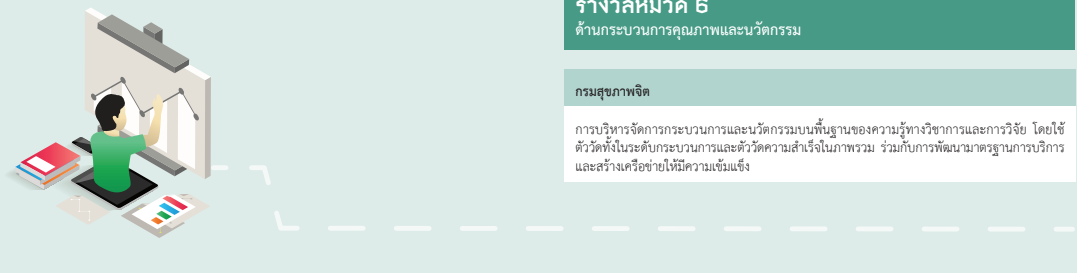 รางวัลหมวด 6
ด้านกระบวนการคุณภาพและนวัตกรรม
กรมสุขภาพจิต
การบริหารจัดการกระบวนการและนวัตกรรมบนพื้นฐานของความรู้ทางวิชาการและการวิจัย โดยใช้
ตัววัดทั้งในระดับกระบวนการและตัววัดความสำเร็จในภาพรวม ร่วมกับการพัฒนามาตรฐานการบริการ
และสร้างเครือข่ายให้มีความเข้มแข็ง